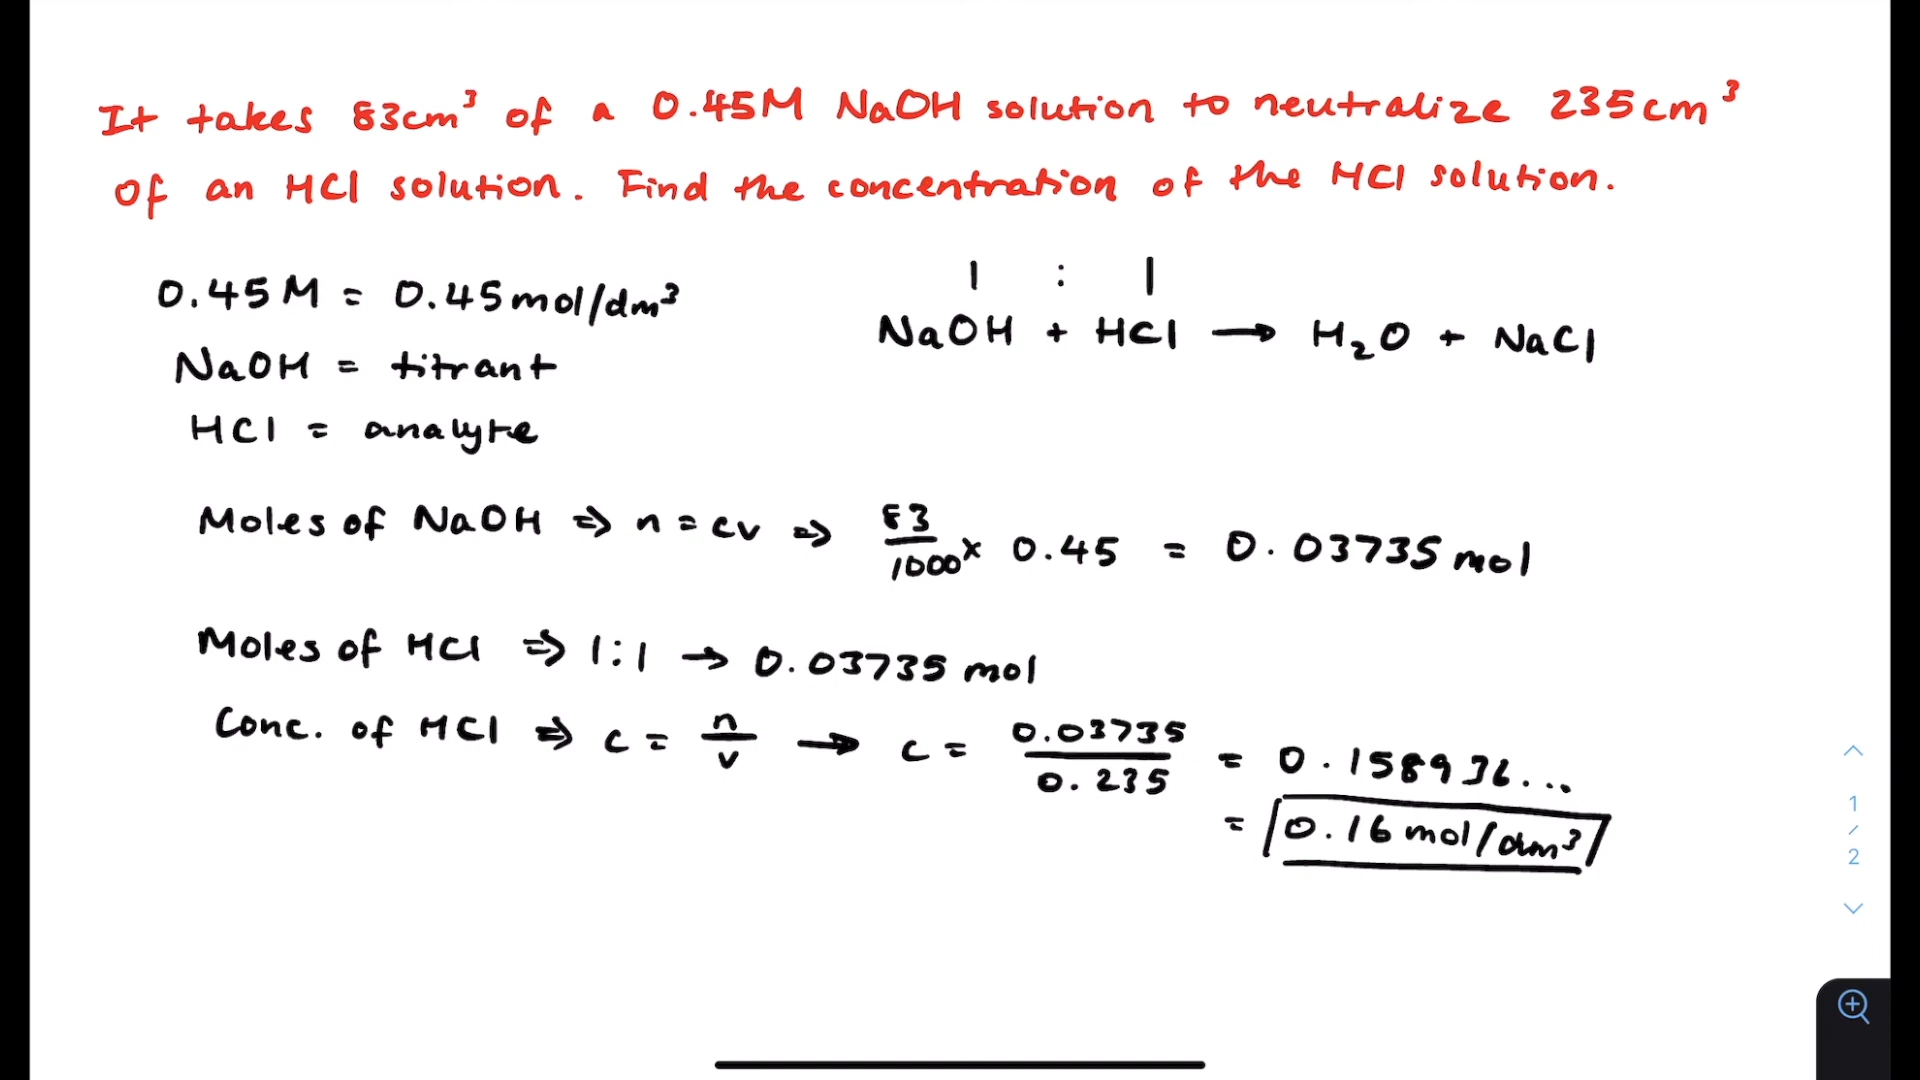 It takes 83cm³ of a 0.45M NaOH solution to neutralize 235cm³
of an HCl solution. Find the concentration of the HCl solution.
0.45M = 0.45mol/dm³
NaOH = titrant
HCl = analyte
1 : 1
NaOH + HCl → H₂O + NaCl
Moles of NaOH ⇒ n = cv ⇒ 83/1000 × 0.45 = 0.03735 mol
Moles of HCl ⇒ 1:1 → 0.03735 mol
Conc. of HCl ⇒ c = n/v → c = 0.03735/0.235 = 0.158936...
= 0.16 mol/dm³
1
/
2